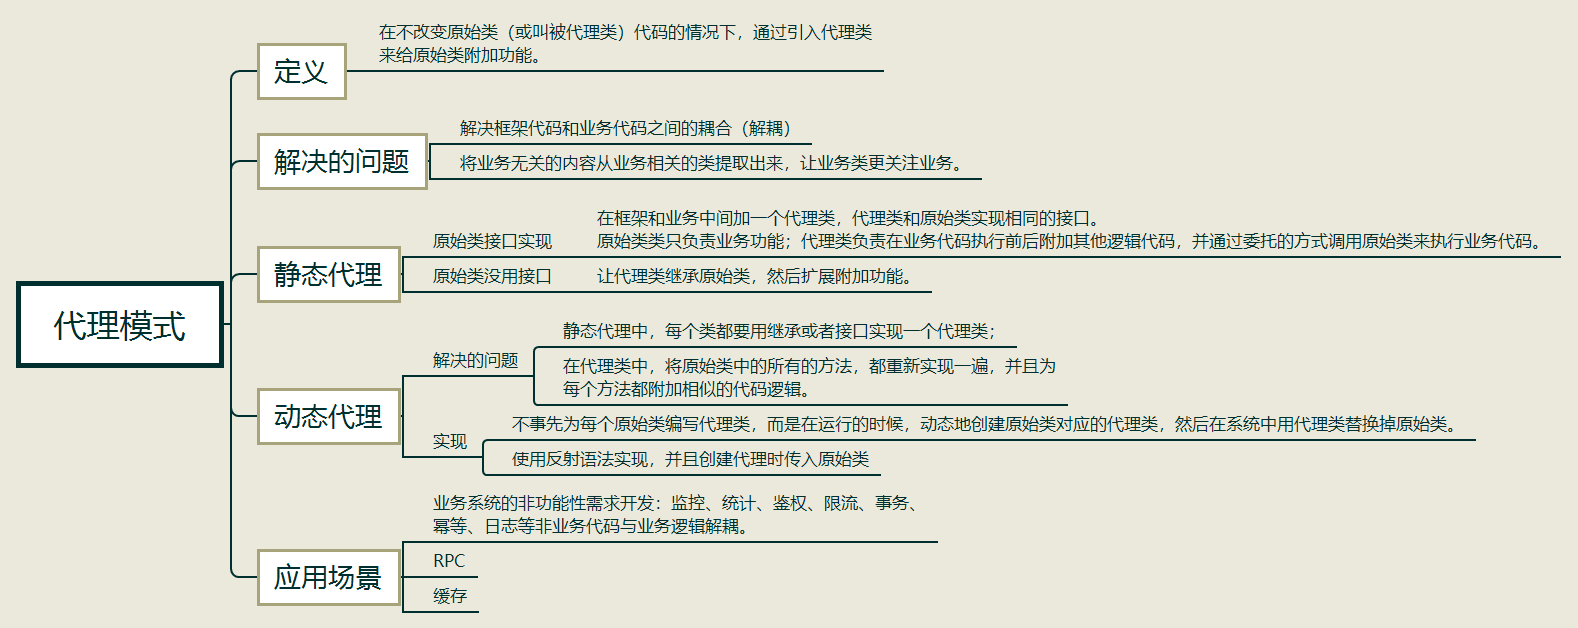 代理模式
定义
在不改变原始类（或叫被代理类）代码的情况下，通过引入代理类
来给原始类附加功能。
解决的问题
解决框架代码和业务代码之间的耦合（解耦）
将业务无关的内容从业务相关的类提取出来，让业务类更关注业务。
静态代理
原始类接口实现
在框架和业务中间加一个代理类，代理类和原始类实现相同的接口。
原始类类只负责业务功能；代理类负责在业务代码执行前后附加其他逻辑代码，并通过委托的方式调用原始类来执行业务代码。
原始类没用接口
让代理类继承原始类，然后扩展附加功能。
动态代理
解决的问题
静态代理中，每个类都要用继承或者接口实现一个代理类；
在代理类中，将原始类中的所有的方法，都重新实现一遍，并且为
每个方法都附加相似的代码逻辑。
实现
不事先为每个原始类编写代理类，而是在运行的时候，动态地创建原始类对应的代理类，然后在系统中用代理类替换掉原始类。
使用反射语法实现，并且创建代理时传入原始类
应用场景
业务系统的非功能性需求开发：监控、统计、鉴权、限流、事务、
幂等、日志等非业务代码与业务逻辑解耦。
RPC
缓存